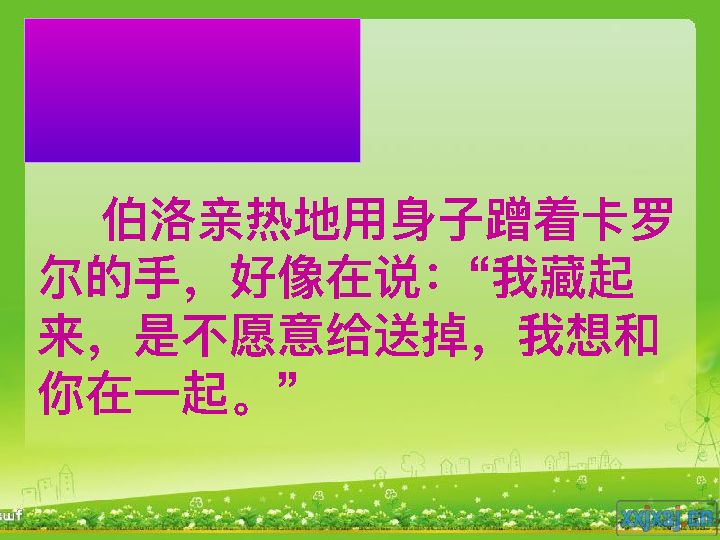 伯洛亲热地用身子蹭着卡罗
尔的手，好像在说：“我藏起
来，是不愿意给送掉，我想和
你在一起。”
swf
xxjxsj.cn